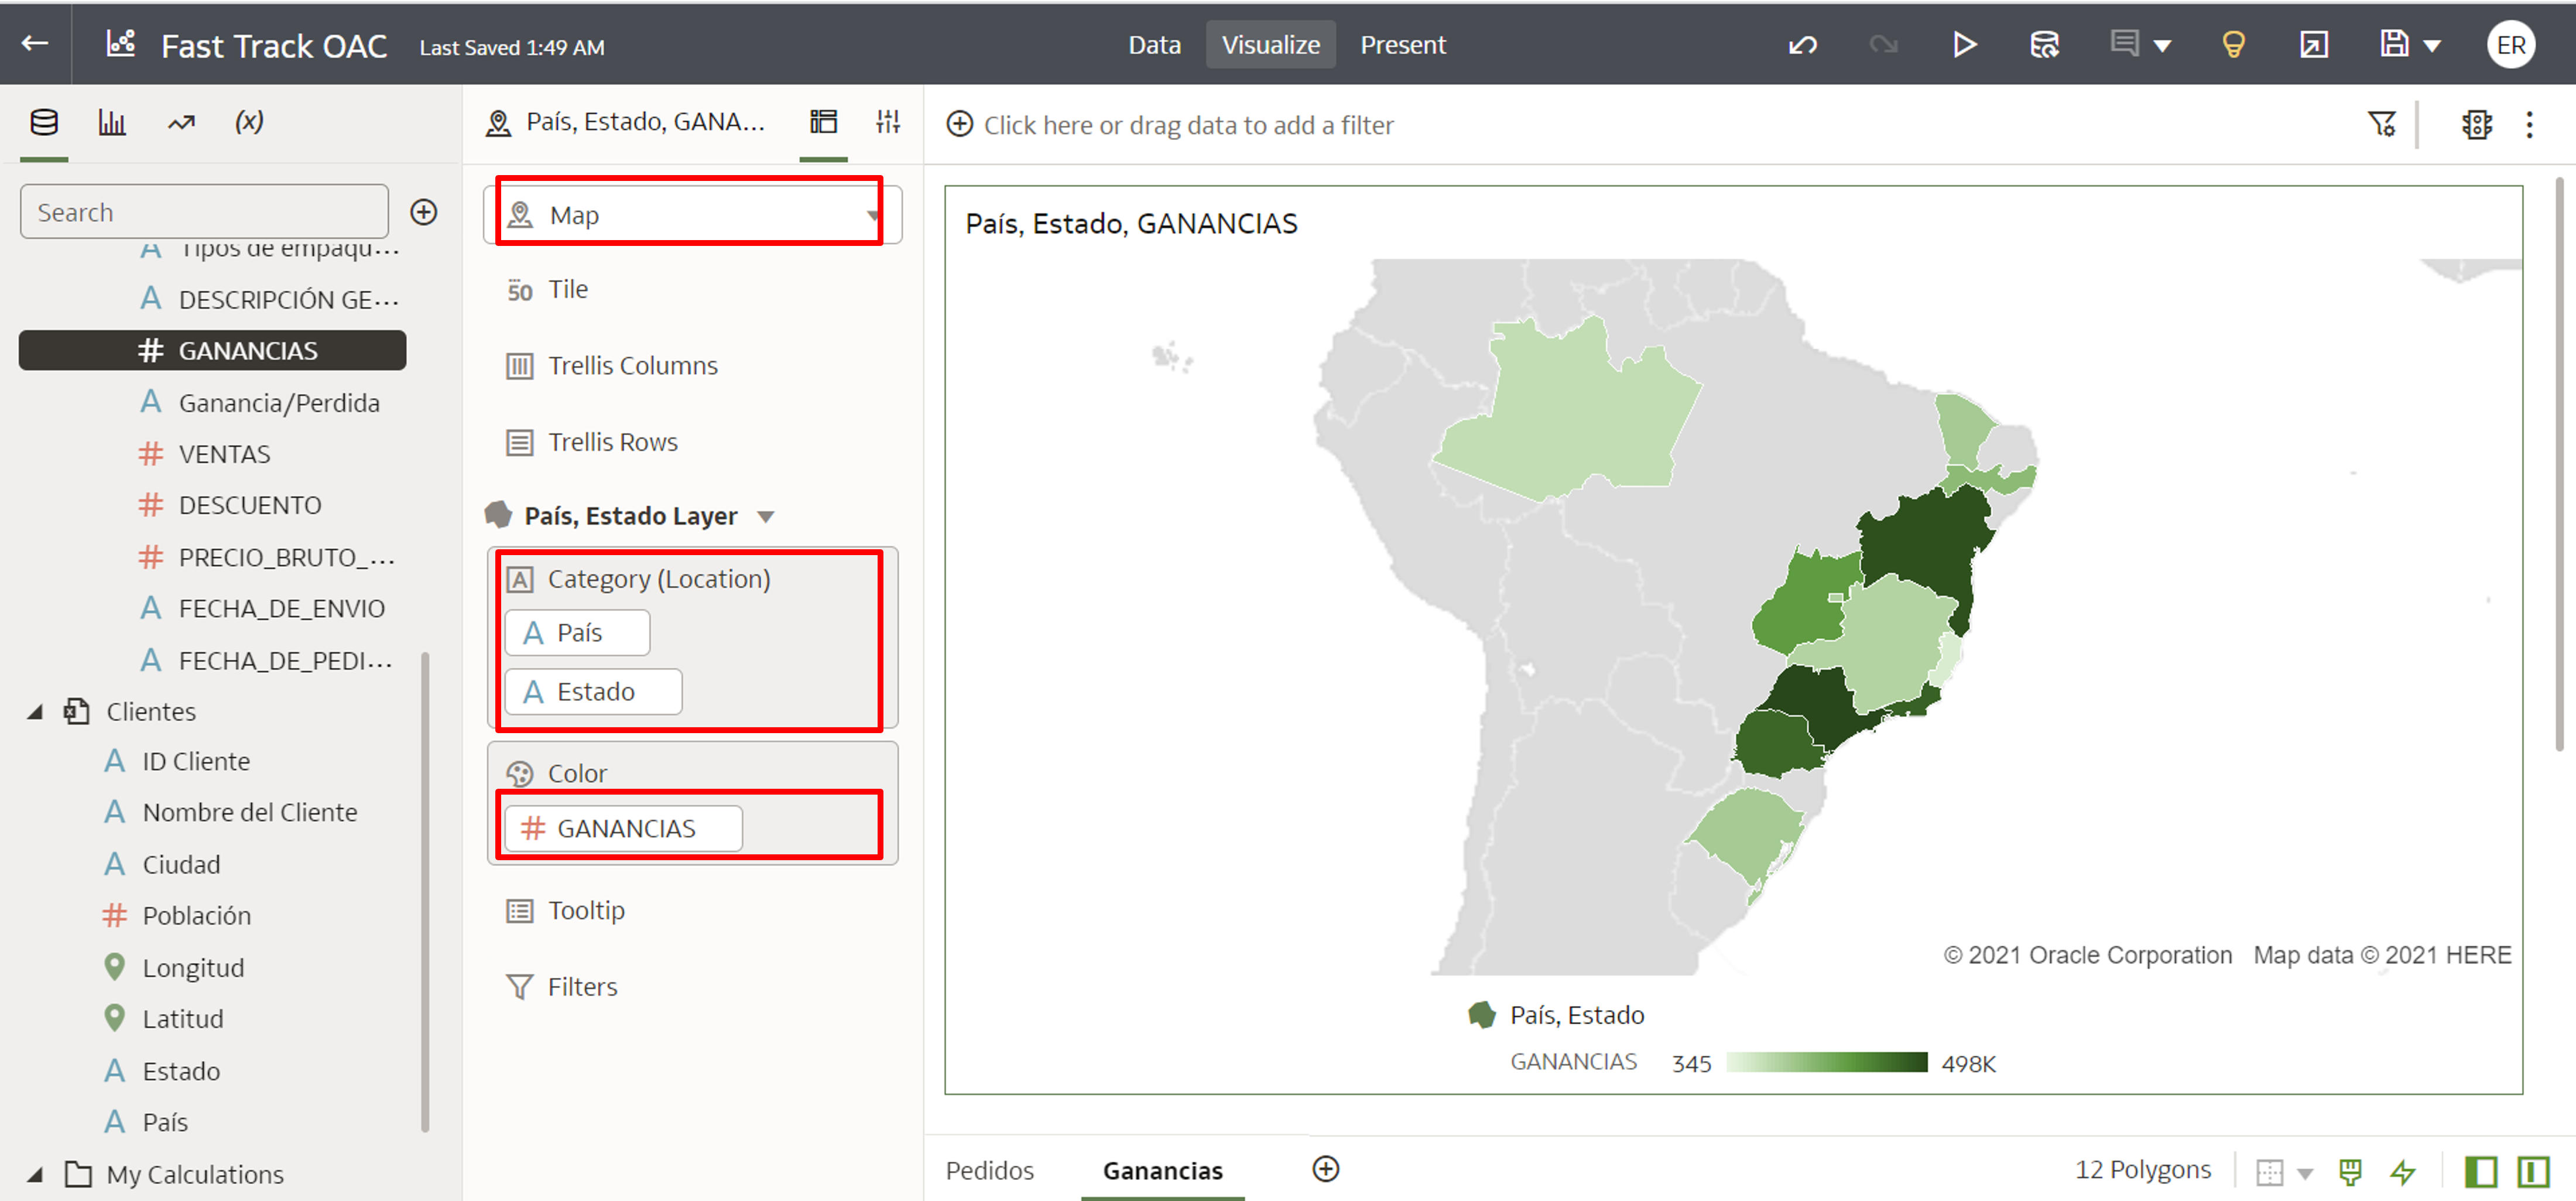 Fast Track OAC
Last Saved 1:49 AM
Data
Visualize
Present
ER
(x)
Search
A Tipos de empaqu...
A DESCRIPCIÓN GE...
# GANANCIAS
A Ganancia/Perdida
# VENTAS
# DESCUENTO
# PRECIO_BRUTO_...
A FECHA_DE_ENVIO
A FECHA_DE_PEDI...
Clientes
A ID Cliente
A Nombre del Cliente
A Ciudad
# Población
Longitud
Latitud
A Estado
A País
My Calculations
País, Estado, GANA...
Map
50 Tile
Trellis Columns
Trellis Rows
País, Estado Layer
A Category (Location)
A País
A Estado
Color
# GANANCIAS
Tooltip
Filters
Click here or drag data to add a filter
País, Estado, GANANCIAS
© 2021 Oracle Corporation Map data © 2021 HERE
País, Estado
GANANCIAS 345 498K
Pedidos
Ganancias
12 Polygons